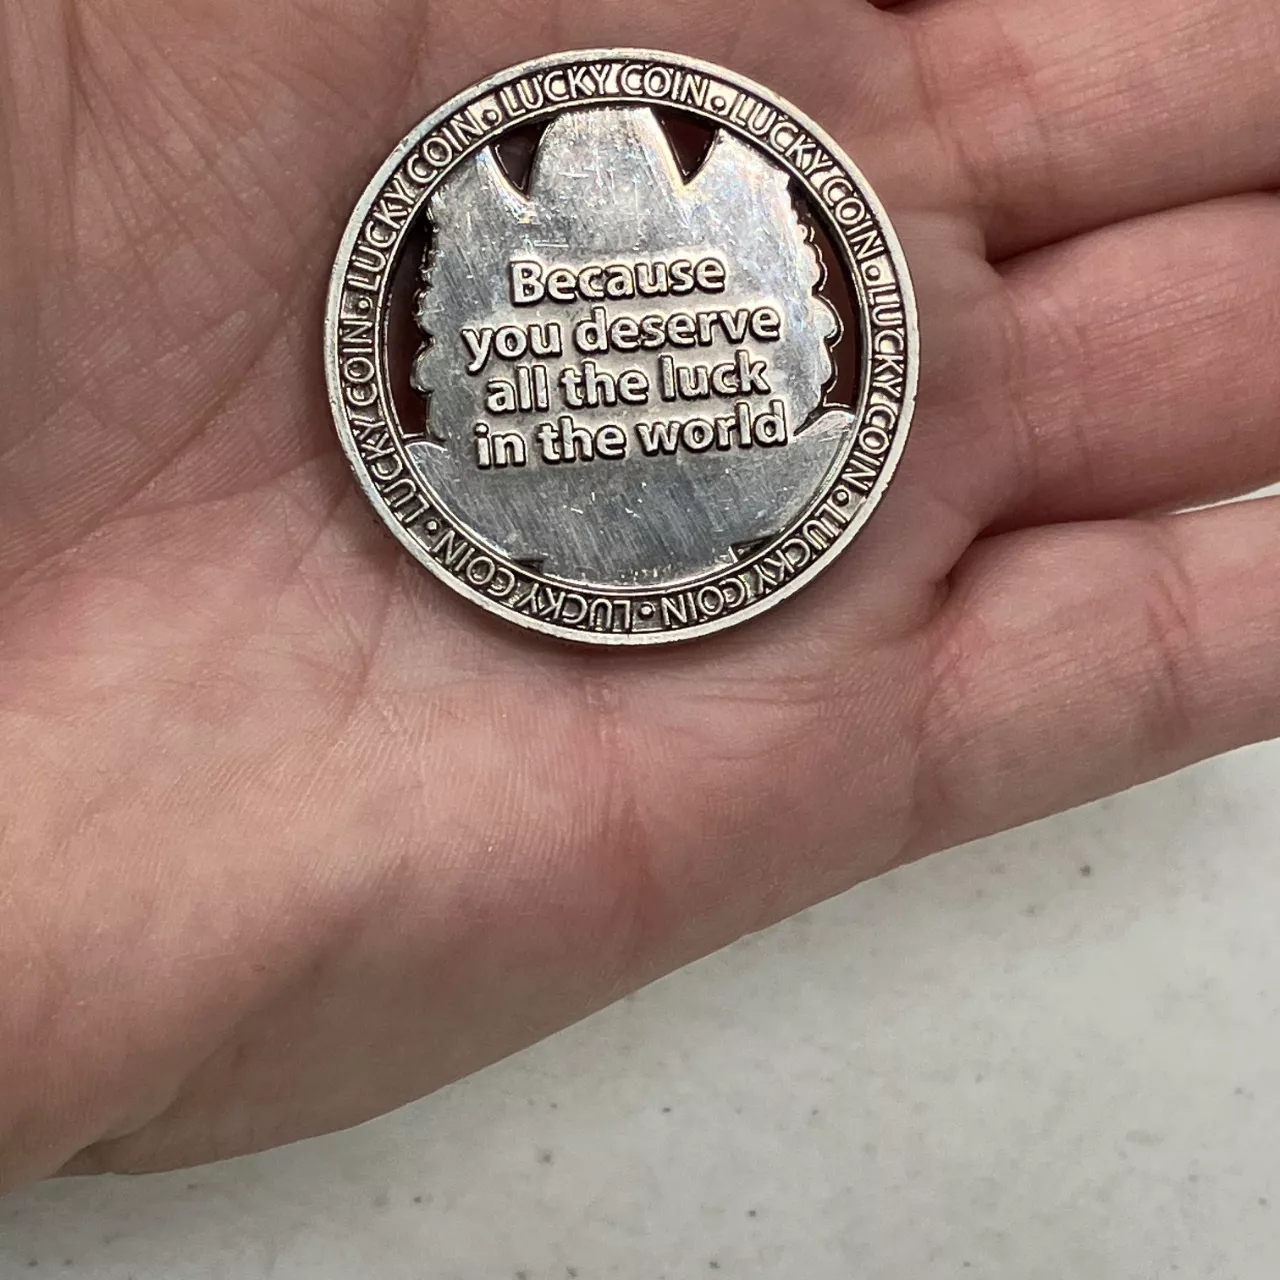 LUCKY COIN • LUCKY COIN • LUCKY COIN • LUCKY COIN • LUCKY COIN • LUCKY COIN • LUCKY COIN •
Because
you deserve
all the luck
in the world